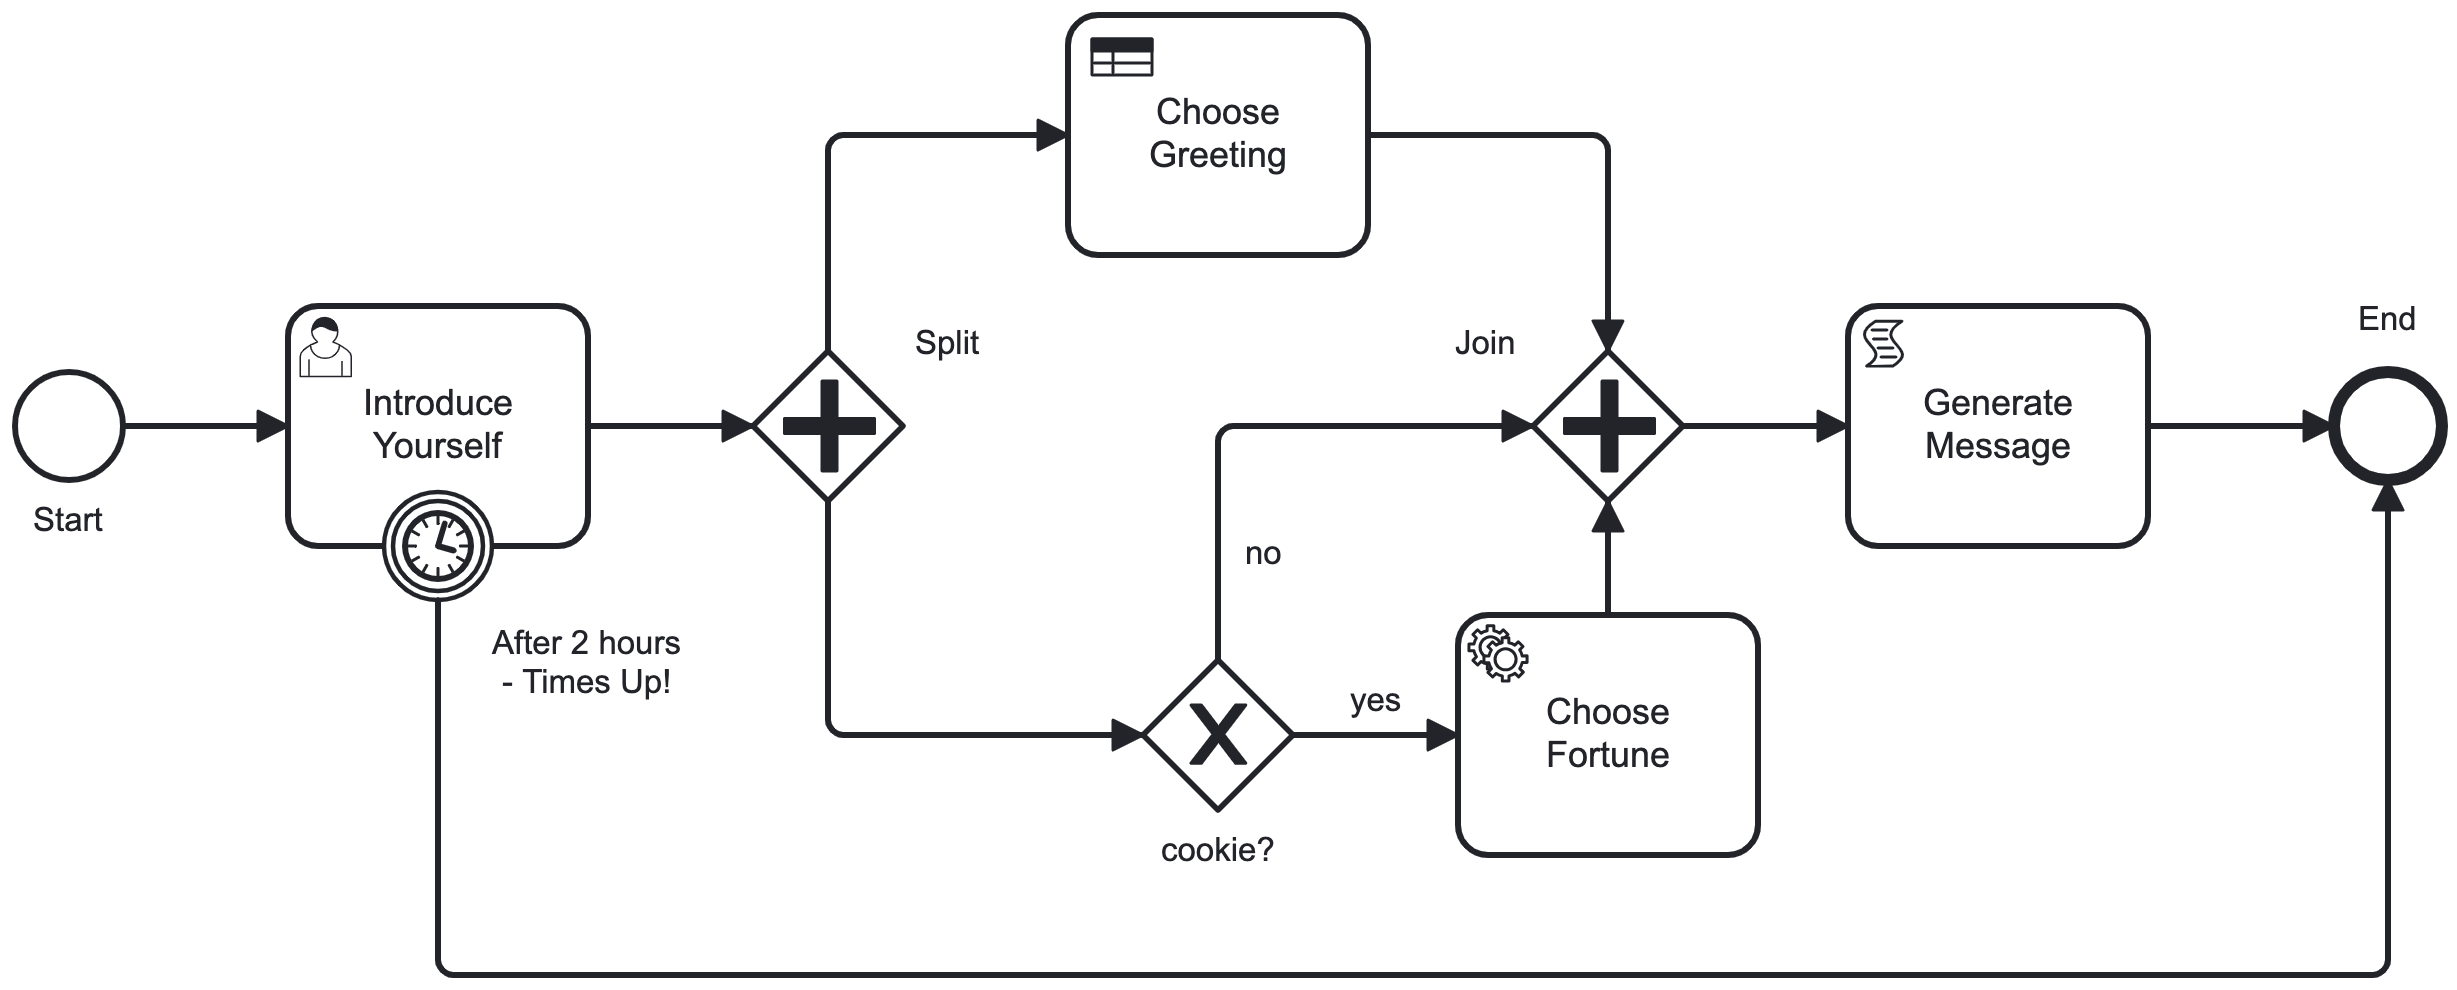 Start
Introduce
Yourself
After 2 hours
- Times Up!
Split
Choose
Greeting
cookie?
no
yes
Choose
Fortune
Join
Generate
Message
End